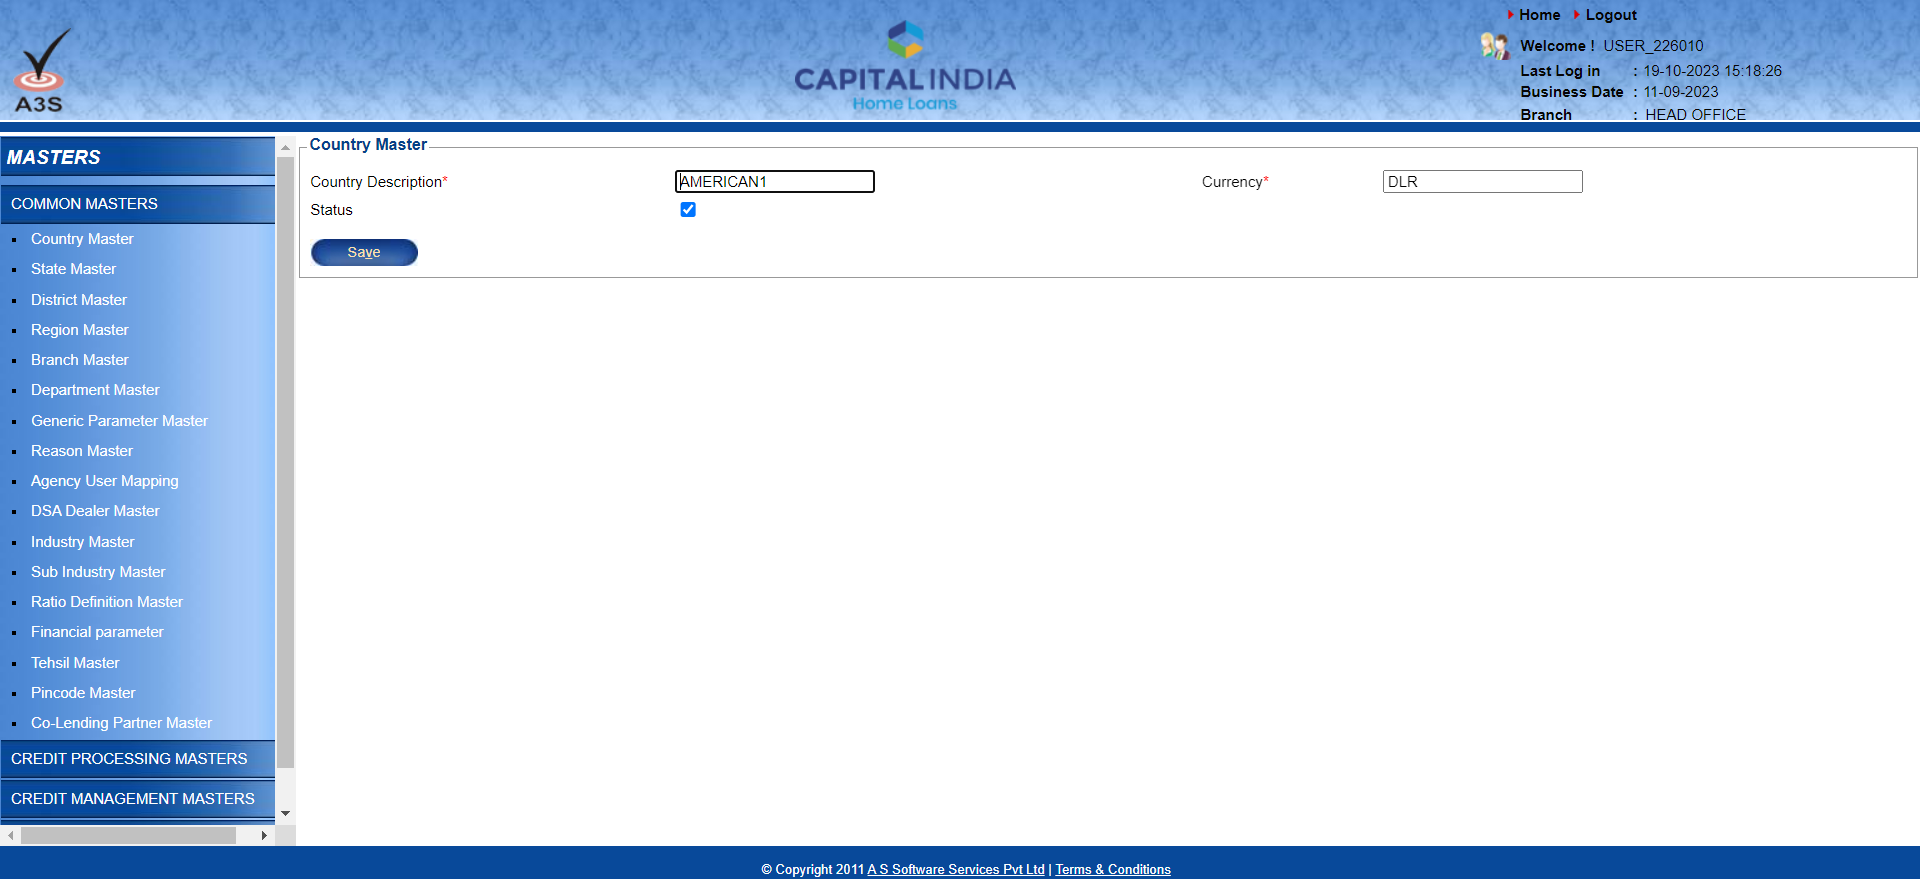 Home Logout
A3S
CAPITALINDIA
Home Loans
Welcome ! USER_226010
Last Log in : 19-10-2023 15:18:26
Business Date : 11-09-2023
Branch : HEAD OFFICE
MASTERS
COMMON MASTERS
Country Master
State Master
District Master
Region Master
Branch Master
Department Master
Generic Parameter Master
Reason Master
Agency User Mapping
DSA Dealer Master
Industry Master
Sub Industry Master
Ratio Definition Master
Financial parameter
Tehsil Master
Pincode Master
Co-Lending Partner Master
CREDIT PROCESSING MASTERS
CREDIT MANAGEMENT MASTERS
Country Master
Country Description* AMERICAN1 Currency* DLR
Status
Save
© Copyright 2011 A S Software Services Pvt Ltd | Terms & Conditions